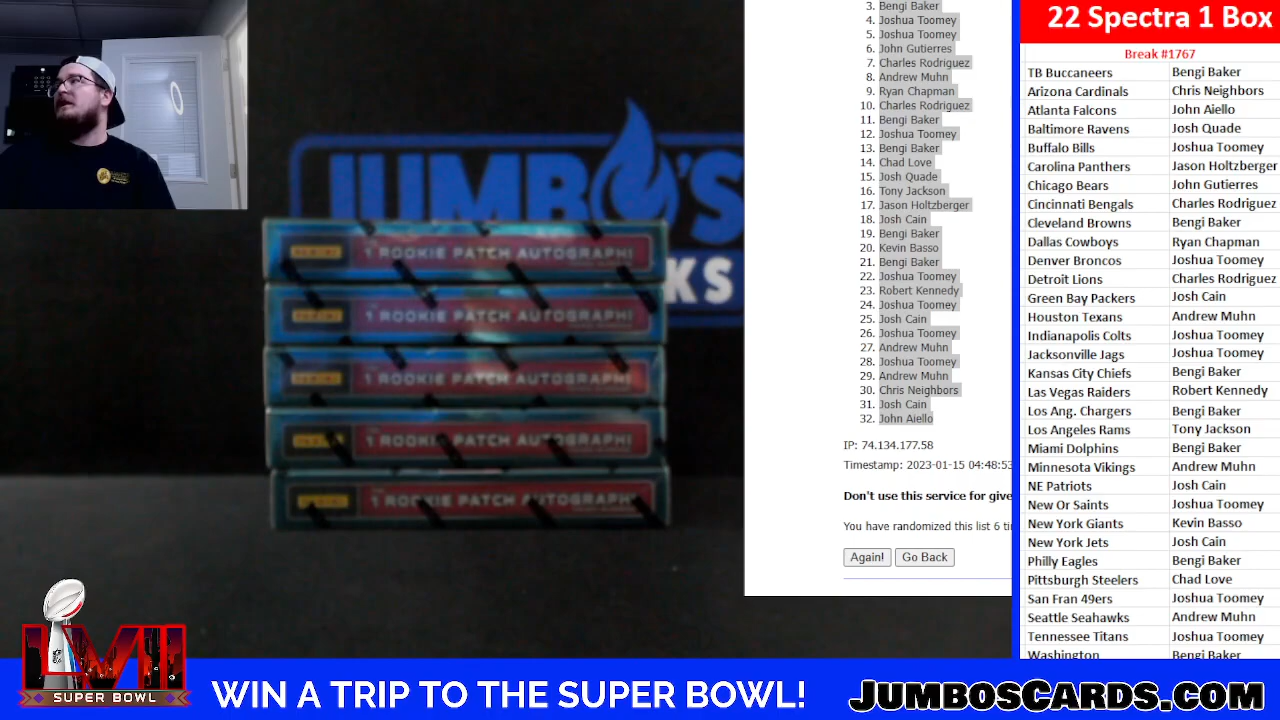 3. Bengi Baker
4. Joshua Toomey
5. Joshua Toomey
6. John Gutierres
7. Charles Rodriguez
8. Andrew Muhn
9. Ryan Chapman
10. Charles Rodriguez
11. Bengi Baker
12. Joshua Toomey
13. Bengi Baker
14. Chad Love
15. Josh Quade
16. Tony Jackson
17. Jason Holtzberger
18. Josh Cain
19. Bengi Baker
20. Kevin Basso
21. Bengi Baker
22. Joshua Toomey
23. Robert Kennedy
24. Joshua Toomey
25. Josh Cain
26. Joshua Toomey
27. Andrew Muhn
28. Joshua Toomey
29. Andrew Muhn
30. Chris Neighbors
31. Josh Cain
32. John Aiello
IP: 74.134.177.58
Timestamp: 2023-01-15 04:48:53
Don't use this service for give
You have randomized this list 6 ti
Again! Go Back
22 Spectra 1 Box
Break #1767
TB Buccaneers Bengi Baker
Arizona Cardinals Chris Neighbors
Atlanta Falcons John Aiello
Baltimore Ravens Josh Quade
Buffalo Bills Joshua Toomey
Carolina Panthers Jason Holtzberger
Chicago Bears John Gutierres
Cincinnati Bengals Charles Rodriguez
Cleveland Browns Bengi Baker
Dallas Cowboys Ryan Chapman
Denver Broncos Joshua Toomey
Detroit Lions Charles Rodriguez
Green Bay Packers Josh Cain
Houston Texans Andrew Muhn
Indianapolis Colts Joshua Toomey
Jacksonville Jags Joshua Toomey
Kansas City Chiefs Bengi Baker
Las Vegas Raiders Robert Kennedy
Los Ang. Chargers Bengi Baker
Los Angeles Rams Tony Jackson
Miami Dolphins Bengi Baker
Minnesota Vikings Andrew Muhn
NE Patriots Josh Cain
New Or Saints Joshua Toomey
New York Giants Kevin Basso
New York Jets Josh Cain
Philly Eagles Bengi Baker
Pittsburgh Steelers Chad Love
San Fran 49ers Joshua Toomey
Seattle Seahawks Andrew Muhn
Tennessee Titans Joshua Toomey
Washington Bengi Baker
JUMBO'S
KS
PANINI 1 ROOKIE PATCH AUTOGRAPH!
1 ROOKIE PATCH AUTOGRAPH!
1 ROOKIE PATCH AUTOGRAPH!
1 ROOKIE PATCH AUTOGRAPH!
1 ROOKIE PATCH AUTOGRAPH!
LVII
SUPER BOWL
WIN A TRIP TO THE SUPER BOWL!
JUMBOSCARDS.COM